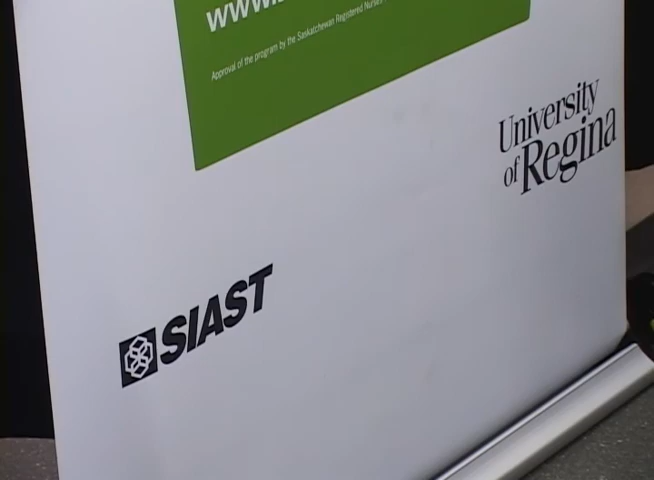 www.
Approval of the program by the Saskatchewan Registered Nurses
University
of Regina
SIAST